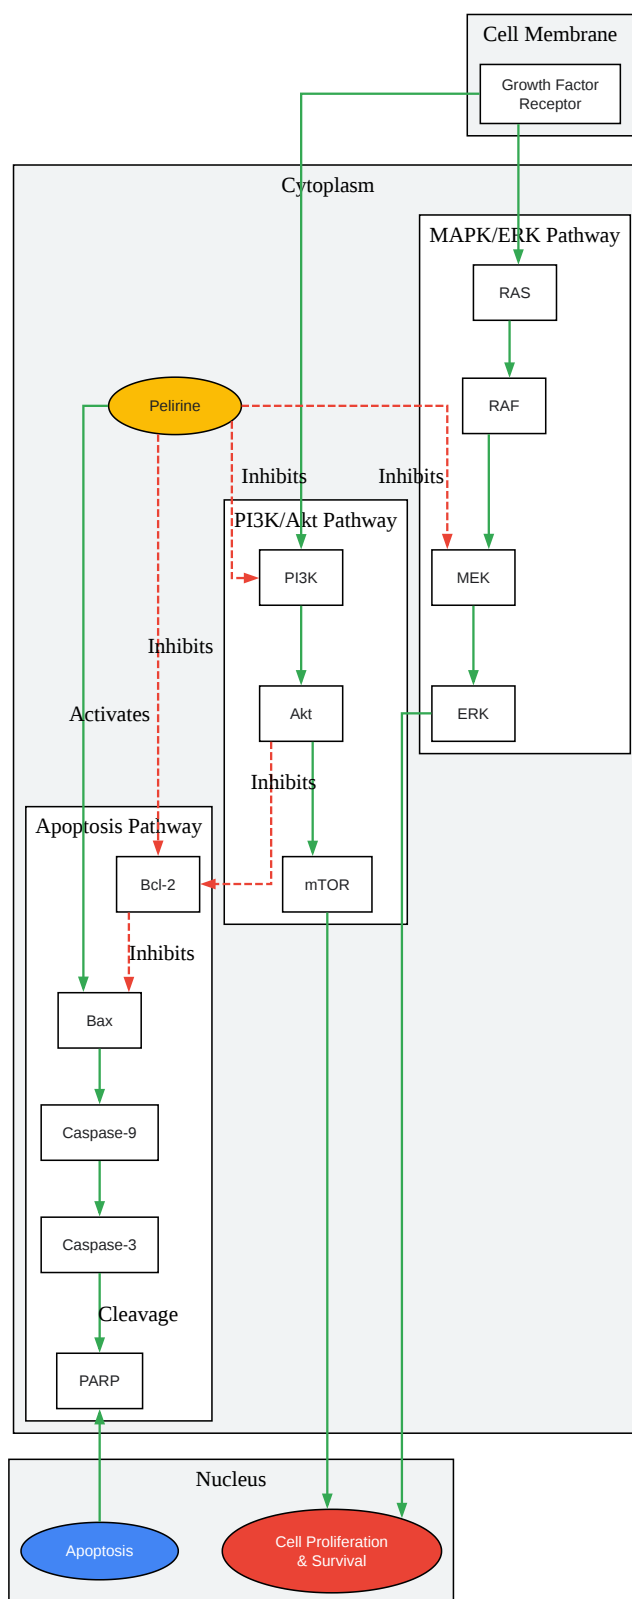 Cell Membrane
Growth Factor
Receptor
Cytoplasm
MAPK/ERK Pathway
RAS
RAF
Pelirine
Inhibits
Inhibits
PI3K/Akt Pathway
PI3K
MEK
Inhibits
Activates
Akt
ERK
Inhibits
Apoptosis Pathway
Bcl-2
mTOR
Inhibits
Bax
Caspase-9
Caspase-3
Cleavage
PARP
Nucleus
Apoptosis
Cell Proliferation
& Survival